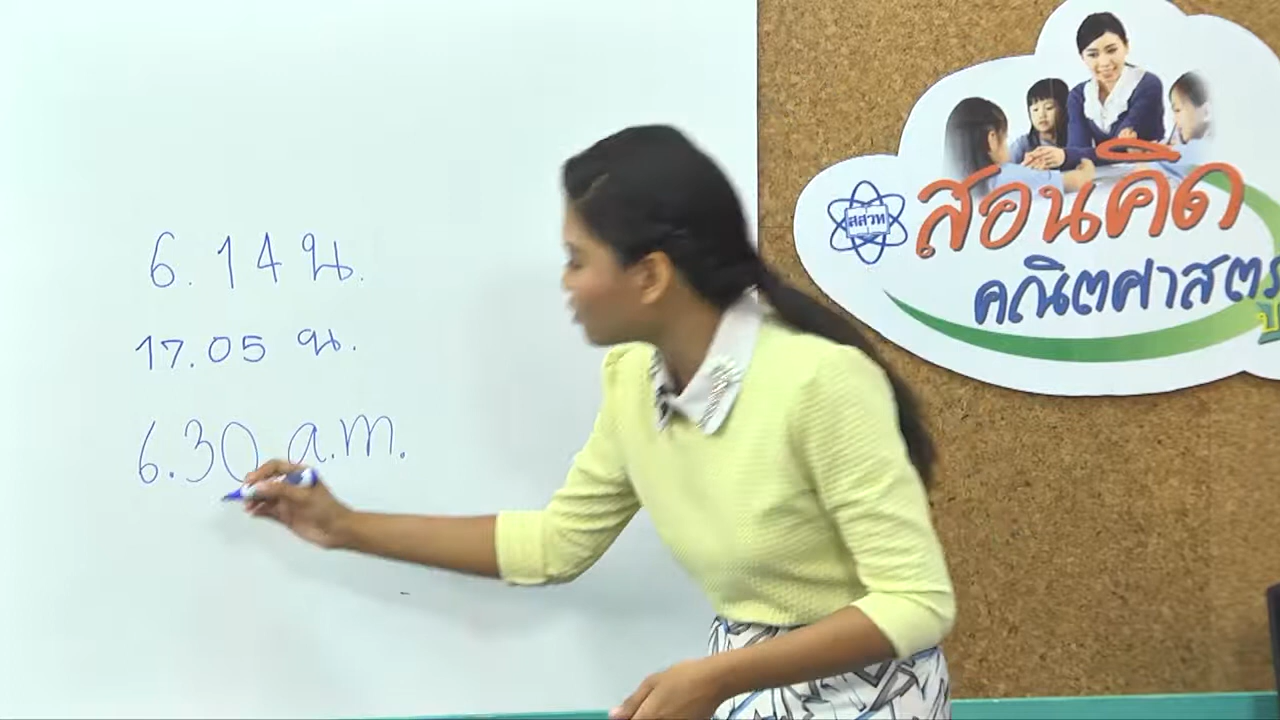 6.14 น.
17.05 น.
6.30 a.m.
สสวท
สอนคิด
คณิตศาสตร์